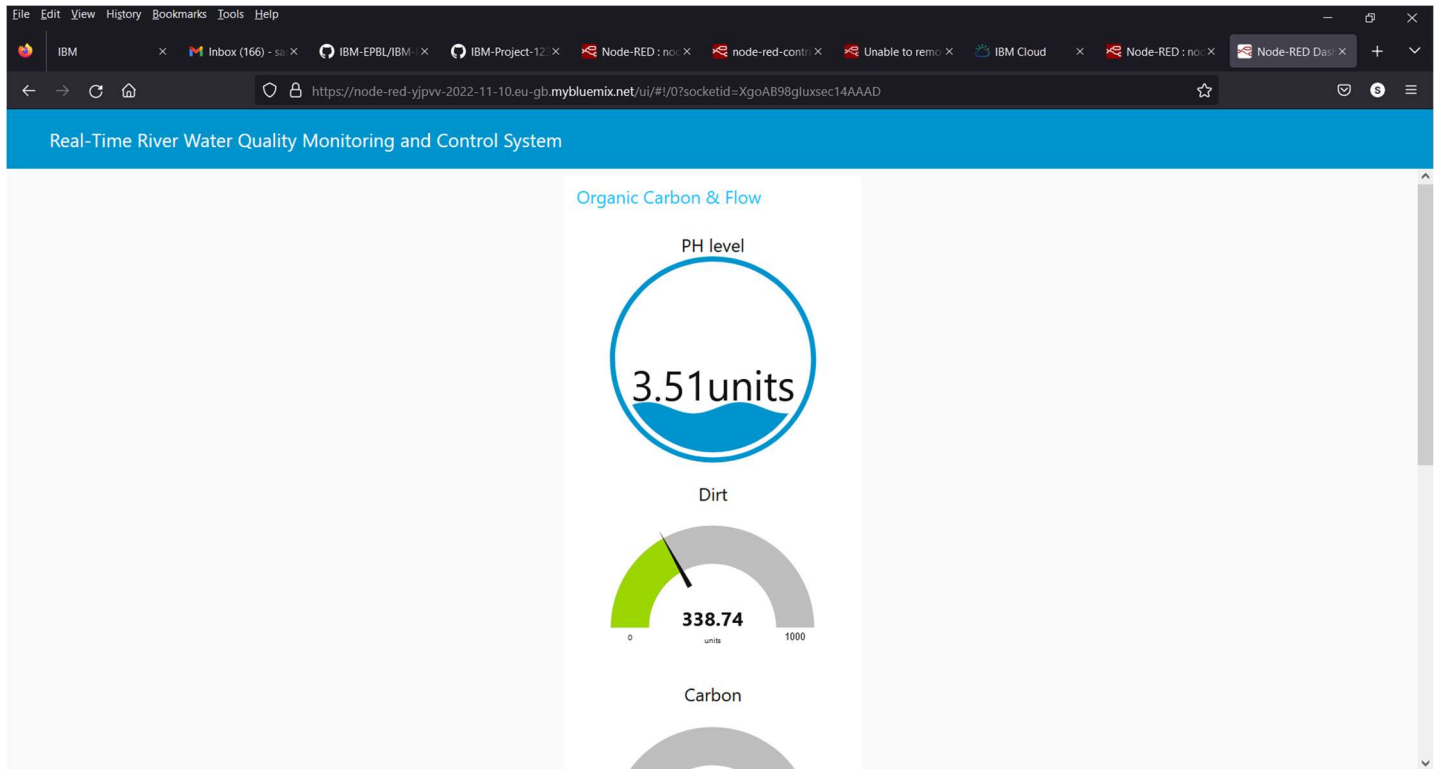 File Edit View History Bookmarks Tools Help
IBM
Inbox (166) - sa
IBM-EPBL/IBM-
IBM-Project-123
Node-RED : no
node-red-contri
Unable to remo
IBM Cloud
Node-RED : no
Node-RED Das
https://node-red-yjpvv-2022-11-10.eu-gb.mybluemix.net/ui/#!/0?socketid=XgoAB98gIuxsec14AAAD
S
Real-Time River Water Quality Monitoring and Control System
Organic Carbon & Flow
PH level
3.51units
Dirt
338.74
0 units 1000
Carbon